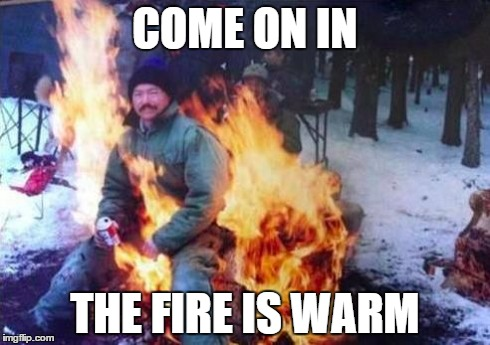 COME ON IN
THE FIRE IS WARM
imgflip.com